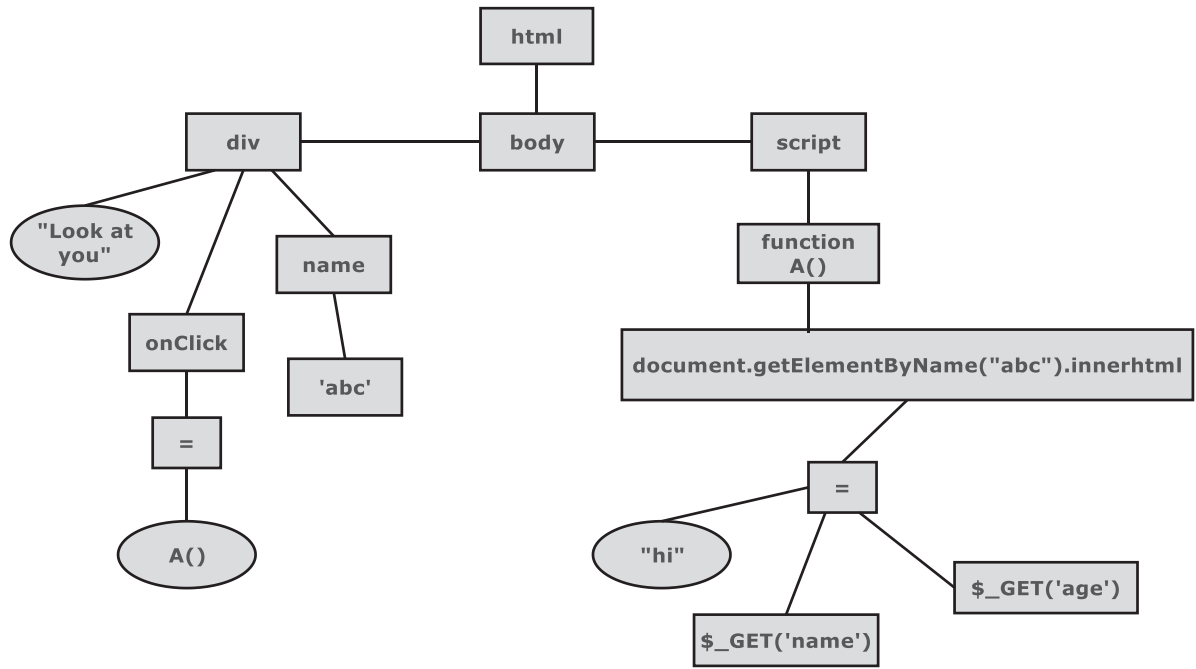 html
div
body
script
"Look at
you"
name
function
A()
onClick
'abc'
document.getElementByName("abc").innerhtml
=
=
A()
"hi"
$_GET('age')
$_GET('name')